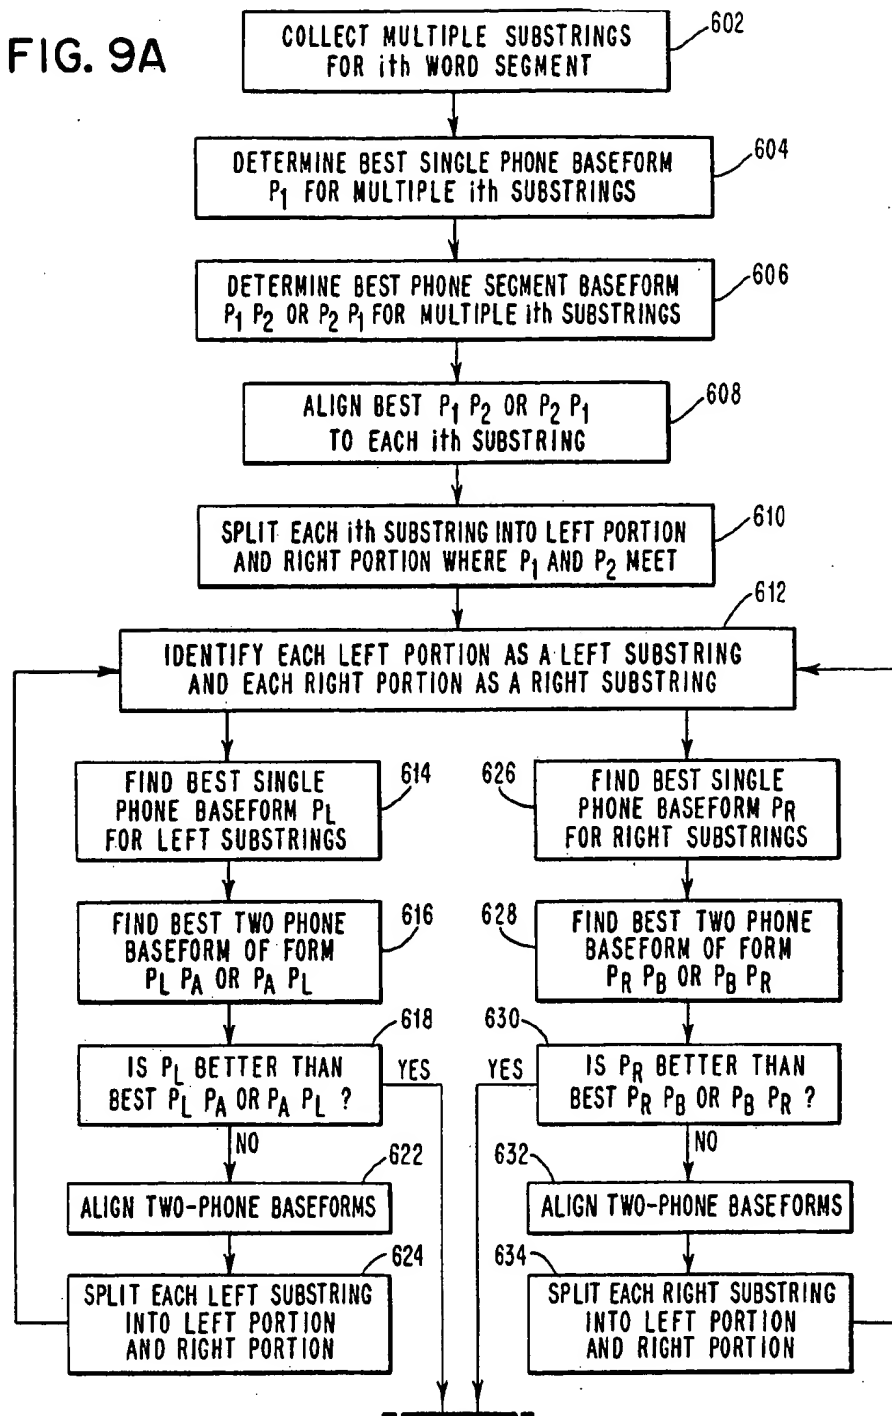 FIG. 9A
COLLECT MULTIPLE SUBSTRINGS
FOR ith WORD SEGMENT
602
DETERMINE BEST SINGLE PHONE BASEFORM
P1 FOR MULTIPLE ith SUBSTRINGS
604
DETERMINE BEST PHONE SEGMENT BASEFORM
P1 P2 OR P2 P1 FOR MULTIPLE ith SUBSTRINGS
606
ALIGN BEST P1 P2 OR P2 P1
TO EACH ith SUBSTRING
608
SPLIT EACH ith SUBSTRING INTO LEFT PORTION
AND RIGHT PORTION WHERE P1 AND P2 MEET
610
612
IDENTIFY EACH LEFT PORTION AS A LEFT SUBSTRING
AND EACH RIGHT PORTION AS A RIGHT SUBSTRING
FIND BEST SINGLE
PHONE BASEFORM PL
FOR LEFT SUBSTRINGS
614
FIND BEST TWO PHONE
BASEFORM OF FORM
PL PA OR PA PL
616
618
IS PL BETTER THAN
BEST PL PA OR PA PL ?
YES
NO
622
ALIGN TWO-PHONE BASEFORMS
624
SPLIT EACH LEFT SUBSTRING
INTO LEFT PORTION
AND RIGHT PORTION
626
FIND BEST SINGLE
PHONE BASEFORM PR
FOR RIGHT SUBSTRINGS
628
FIND BEST TWO PHONE
BASEFORM OF FORM
PR PB OR PB PR
630
YES
IS PR BETTER THAN
BEST PR PB OR PB PR ?
NO
632
ALIGN TWO-PHONE BASEFORMS
634
SPLIT EACH RIGHT SUBSTRING
INTO LEFT PORTION
AND RIGHT PORTION